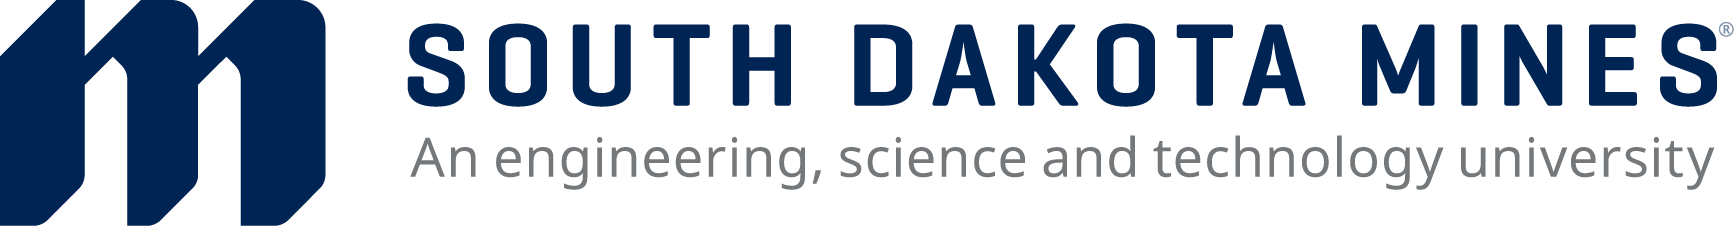 m SOUTH DAKOTA MINES®
An engineering, science and technology university